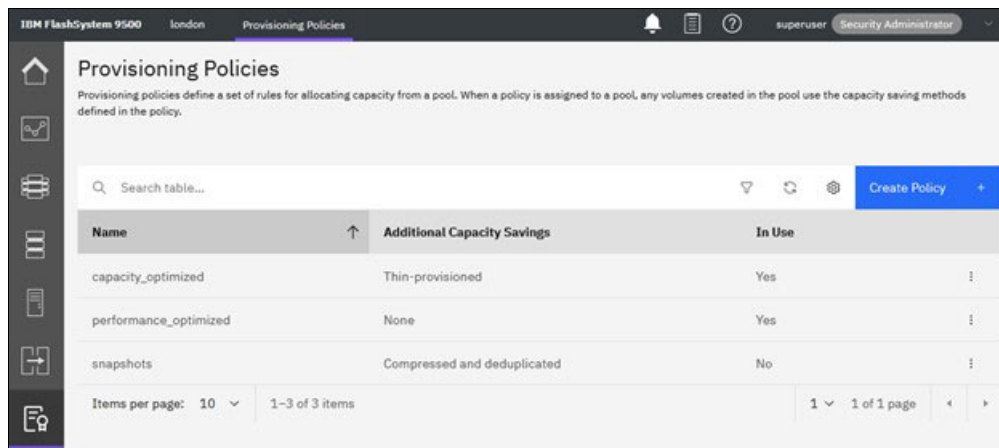 IBM FlashSystem 9500 london Provisioning Policies superuser Security Administrator
Provisioning Policies
Provisioning policies define a set of rules for allocating capacity from a pool. When a policy is assigned to a pool, any volumes created in the pool use the capacity saving methods
defined in the policy.
Search table... Create Policy +
Name Additional Capacity Savings In Use
capacity_optimized Thin-provisioned Yes
performance_optimized None Yes
snapshots Compressed and deduplicated No
Items per page: 10 1–3 of 3 items 1 1 of 1 page